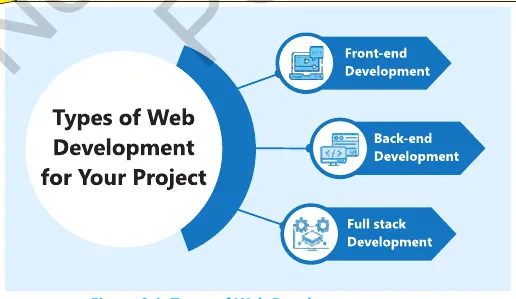 Types of Web
Development
for Your Project
Front-end
Development
Back-end
Development
Full stack
Development